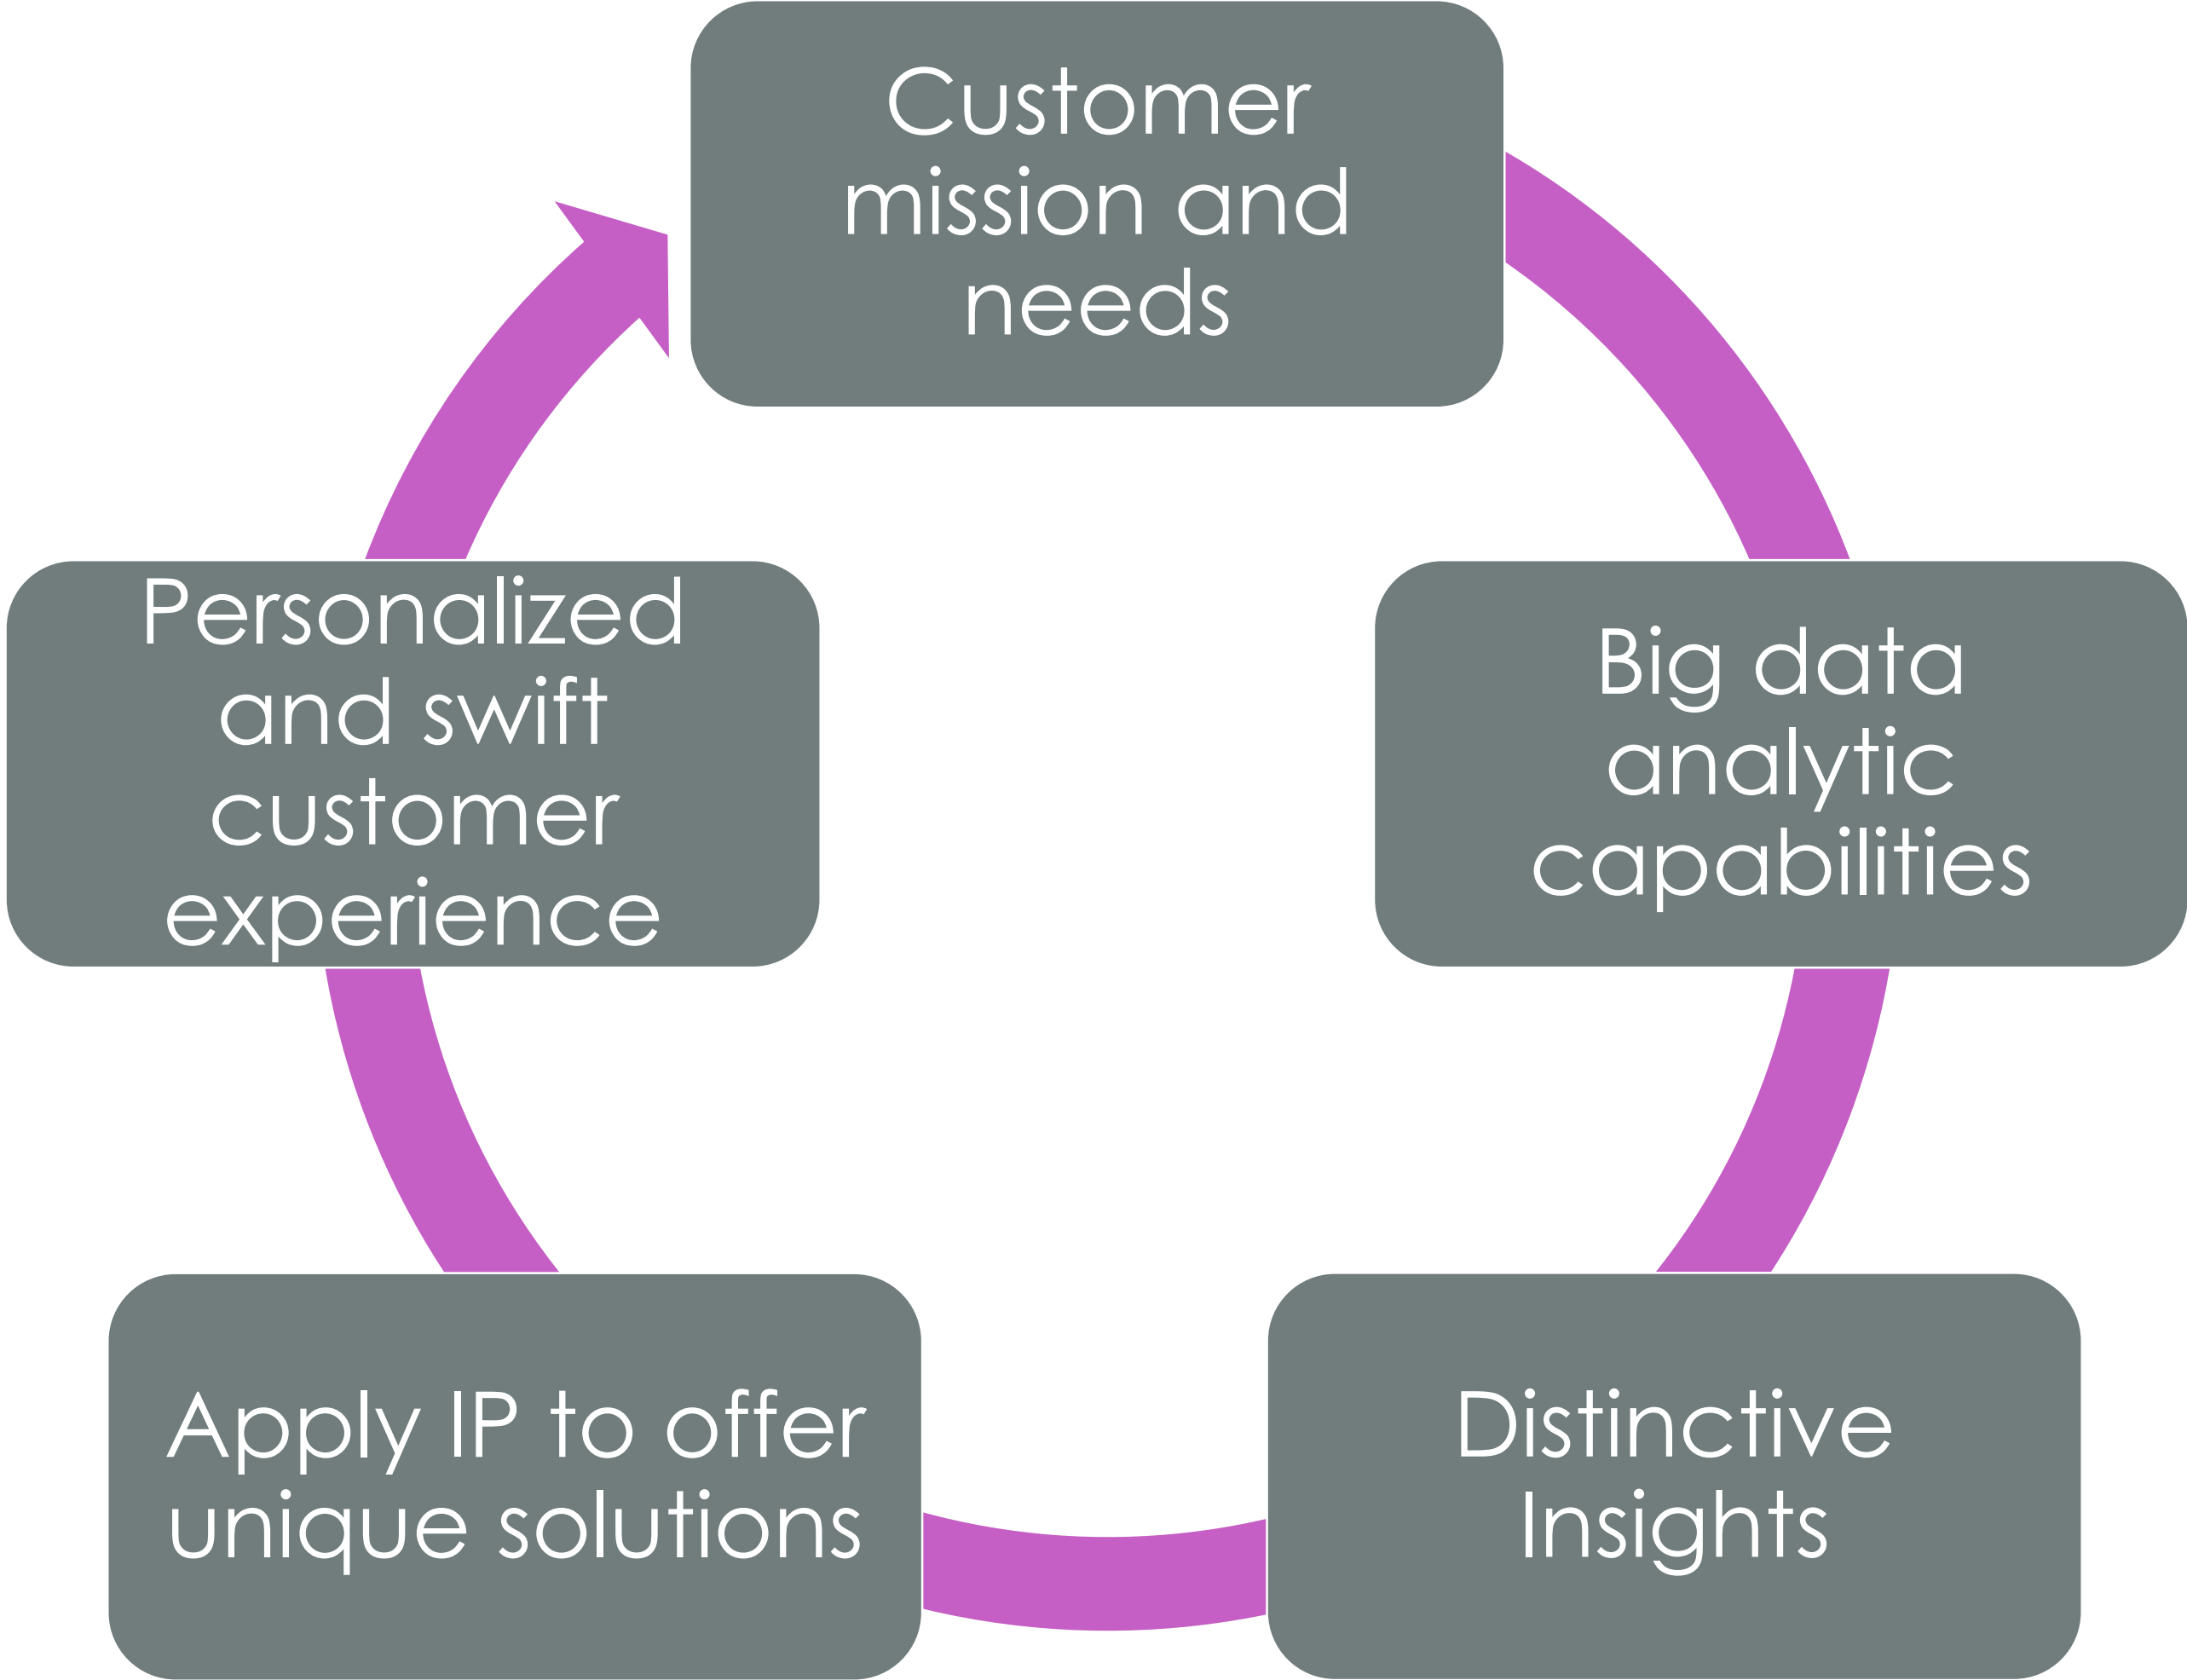 Customer
mission and
needs
Big data
analytic
capabilities
Distinctive
Insights
Apply IP to offer
unique solutions
Personalized
and swift
customer
experience